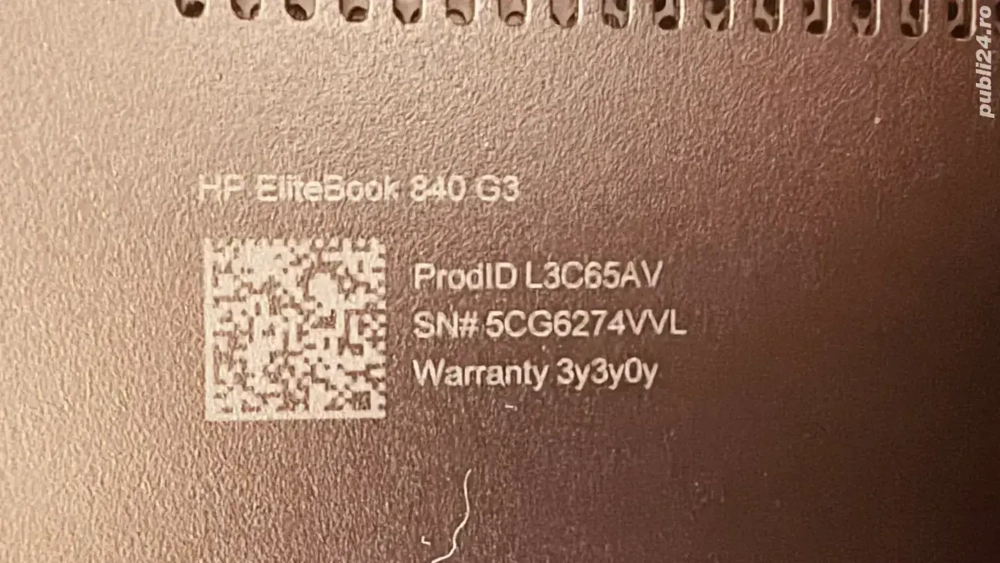 HP EliteBook 840 G3
ProdID L3C65AV
SN# 5CG6274VVL
Warranty 3y3y0y
publi24.ro